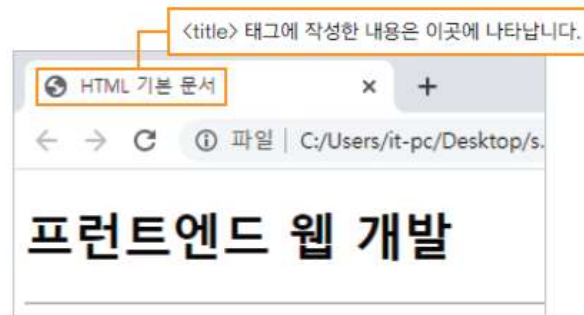 <title> 태그에 작성한 내용은 이곳에 나타납니다.
HTML 기본 문서
파일 | C:/Users/it-pc/Desktop/s.
프런트엔드 웹 개발